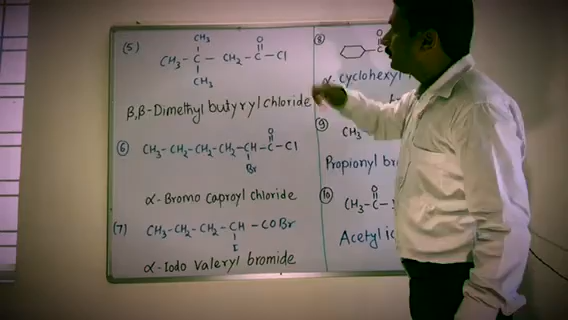 (5) CH3
CH3 - C - CH2 - C - Cl
O
CH3
β,β-Dimethyl butyryl chloride
(6) CH3-CH2-CH2-CH2-CH-C-Cl
O
Br
α-Bromo caproyl chloride
(7) CH3-CH2-CH2-CH - COBr
I
α-Iodo valeryl bromide
(8) O
C
α-cyclohexyl
(9) CH3
Propionyl br
(10) O
CH3-C-
Acetyl i